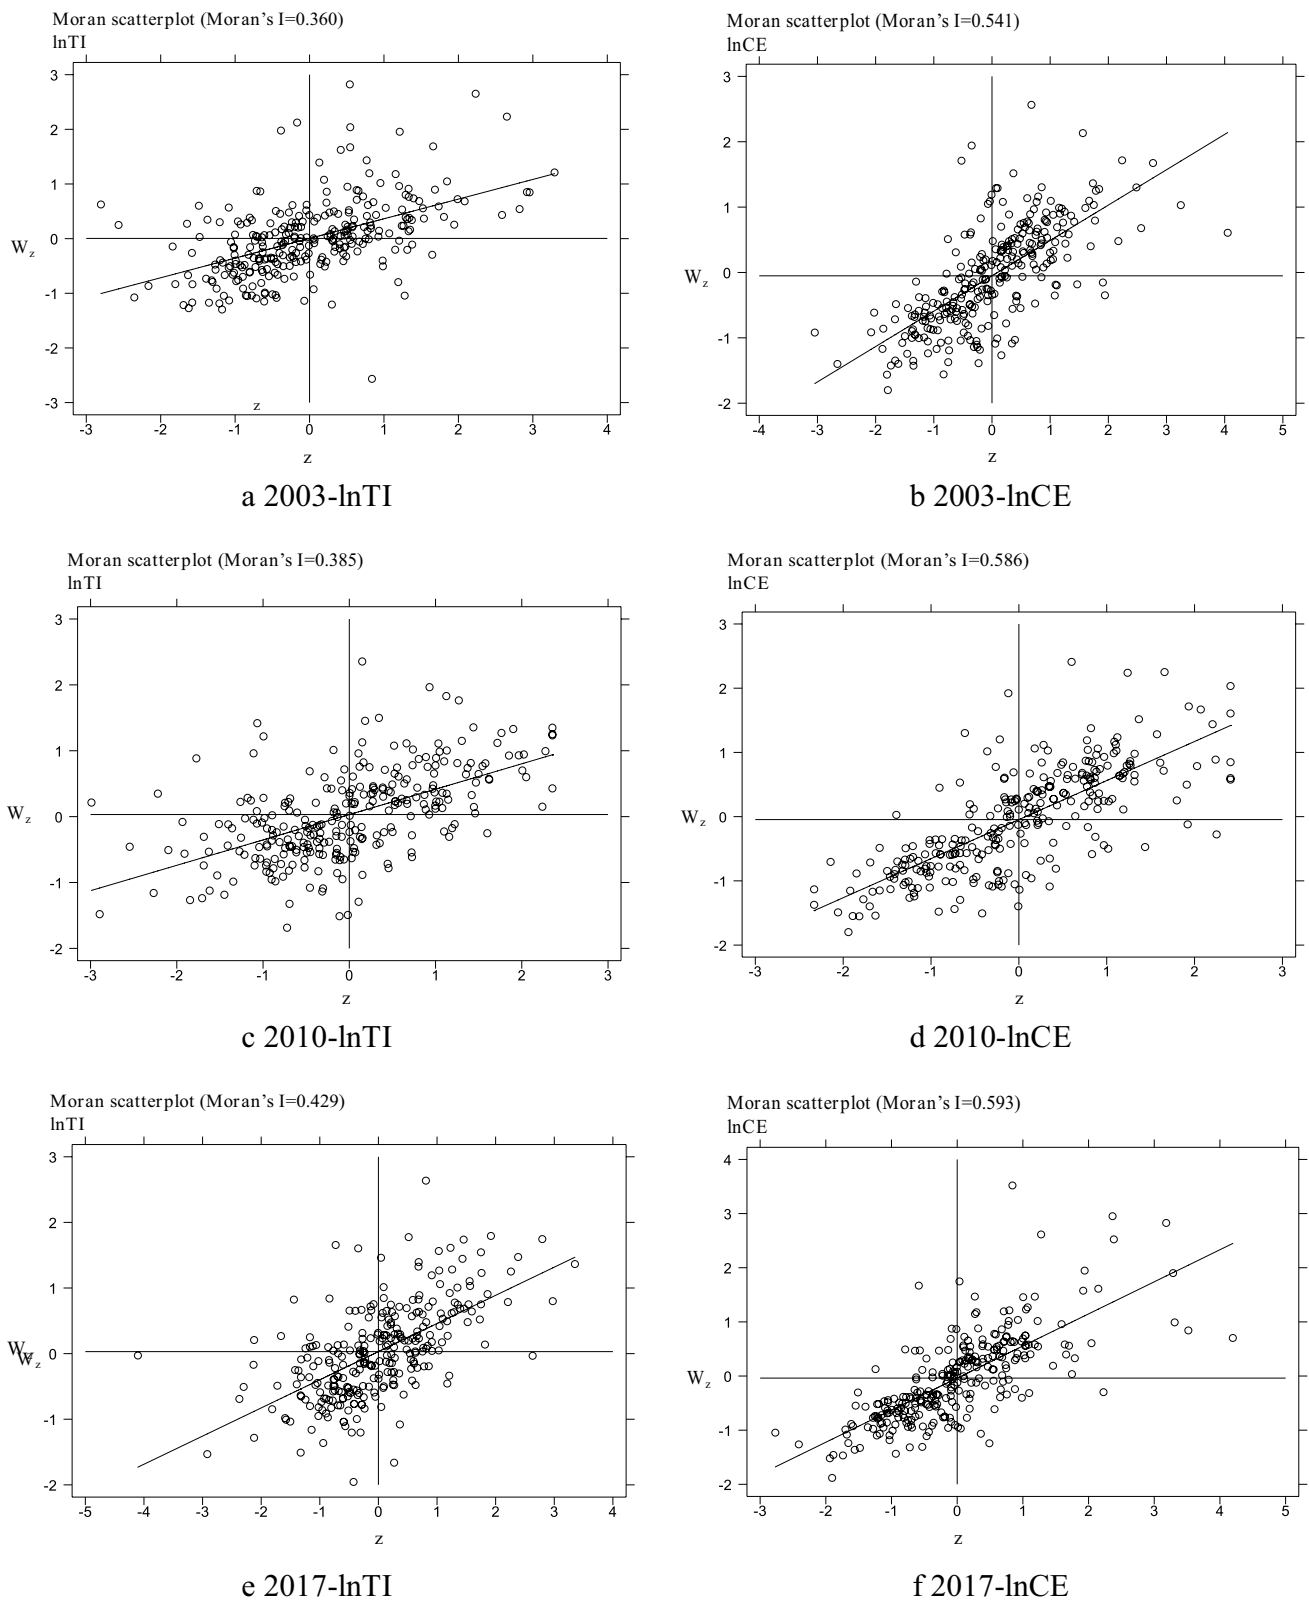 Moran scatterplot (Moran's I=0.360)
lnTI
3
2
1
0
-1
-2
-3
Wz
z
-3 -2 -1 0 1 2 3 4
z
a 2003-lnTI
Moran scatterplot (Moran's I=0.541)
lnCE
3
2
1
0
-1
-2
Wz
-4 -3 -2 -1 0 1 2 3 4 5
z
b 2003-lnCE
Moran scatterplot (Moran's I=0.385)
lnTI
3
2
1
0
-1
-2
Wz
-3 -2 -1 0 1 2 3
z
c 2010-lnTI
Moran scatterplot (Moran's I=0.586)
lnCE
3
2
1
0
-1
-2
Wz
-3 -2 -1 0 1 2 3
z
d 2010-lnCE
Moran scatterplot (Moran's I=0.429)
lnTI
3
2
1
0
-1
-2
Wz
Wz
-5 -4 -3 -2 -1 0 1 2 3 4
z
e 2017-lnTI
Moran scatterplot (Moran's I=0.593)
lnCE
4
3
2
1
0
-1
-2
Wz
-3 -2 -1 0 1 2 3 4 5
z
f 2017-lnCE